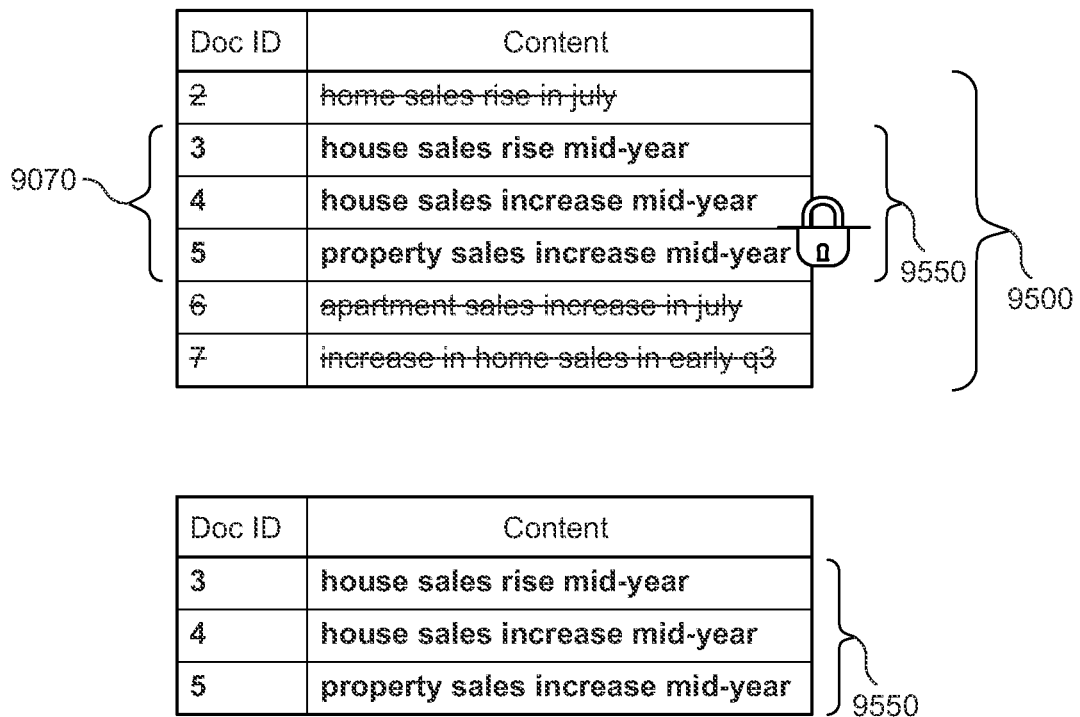 Doc ID Content
2 home sales rise in july
3 house sales rise mid-year
9070
4 house sales increase mid-year
5 property sales increase mid-year
9550
9500
6 apartment sales increase in july
7 increase in home sales in early q3
Doc ID Content
3 house sales rise mid-year
4 house sales increase mid-year
5 property sales increase mid-year
9550